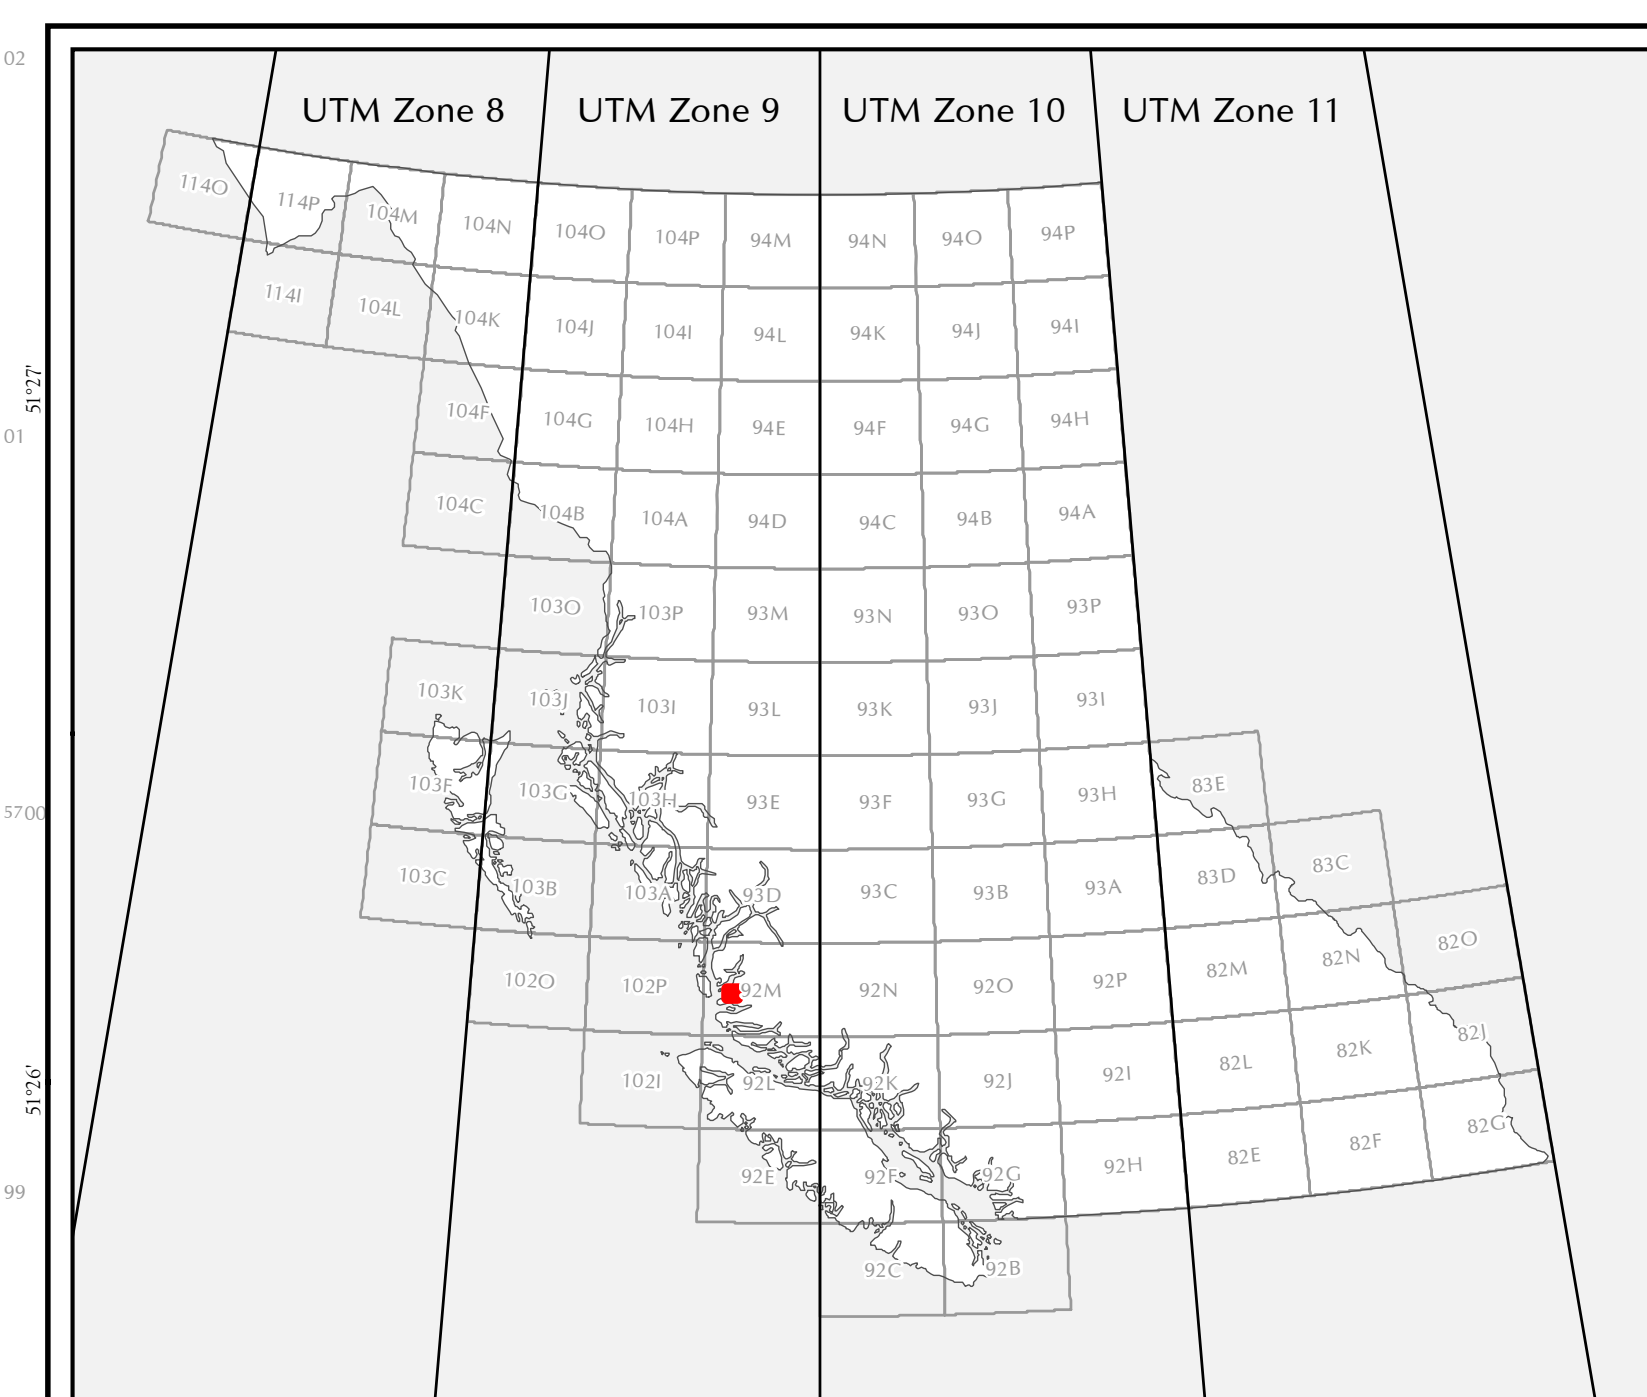 02
UTM Zone 8 UTM Zone 9 UTM Zone 10 UTM Zone 11
114O 114P 104M 104N 104O 104P 94M 94N 94O 94P
114I 104L 104K 104J 104I 94L 94K 94J 94I
51°27'
01
104F 104G 104H 94E 94F 94G 94H
104C 104B 104A 94D 94C 94B 94A
103O 103P 93M 93N 93O 93P
103K 103J 103I 93L 93K 93J 93I
5700
103F 103G 103H 93E 93F 93G 93H 83E
103C 103B 103A 93D 93C 93B 93A 83D 83C
102O 102P 92M 92N 92O 92P 82M 82N 82O
51°26'
102I 92L 92K 92J 92I 82L 82K 82J
99
92E 92F 92G 92H 82E 82F 82G
92C 92B